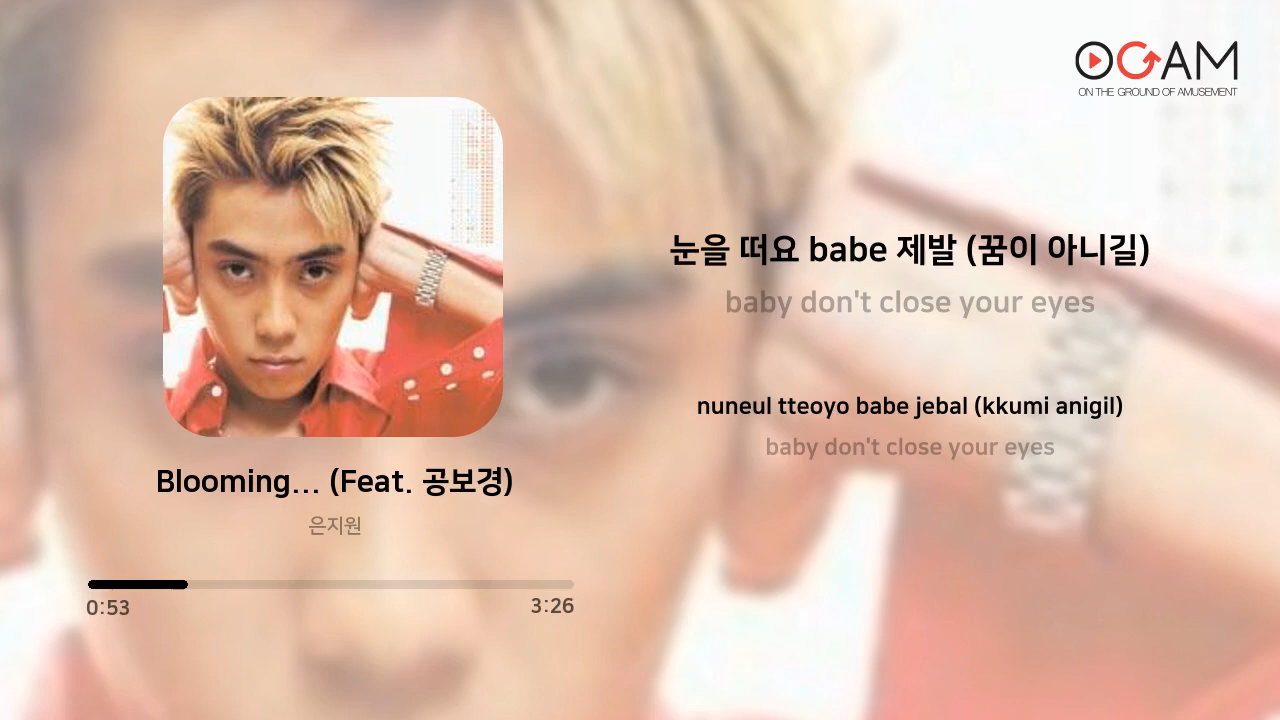 OGAM
ON THE GROUND OF AMUSEMENT
눈을 떠요 babe 제발 (꿈이 아니길)
baby don't close your eyes
nuneul tteoyo babe jebal (kkumi anigil)
baby don't close your eyes
Blooming... (Feat. 공보경)
은지원
0:53
3:26